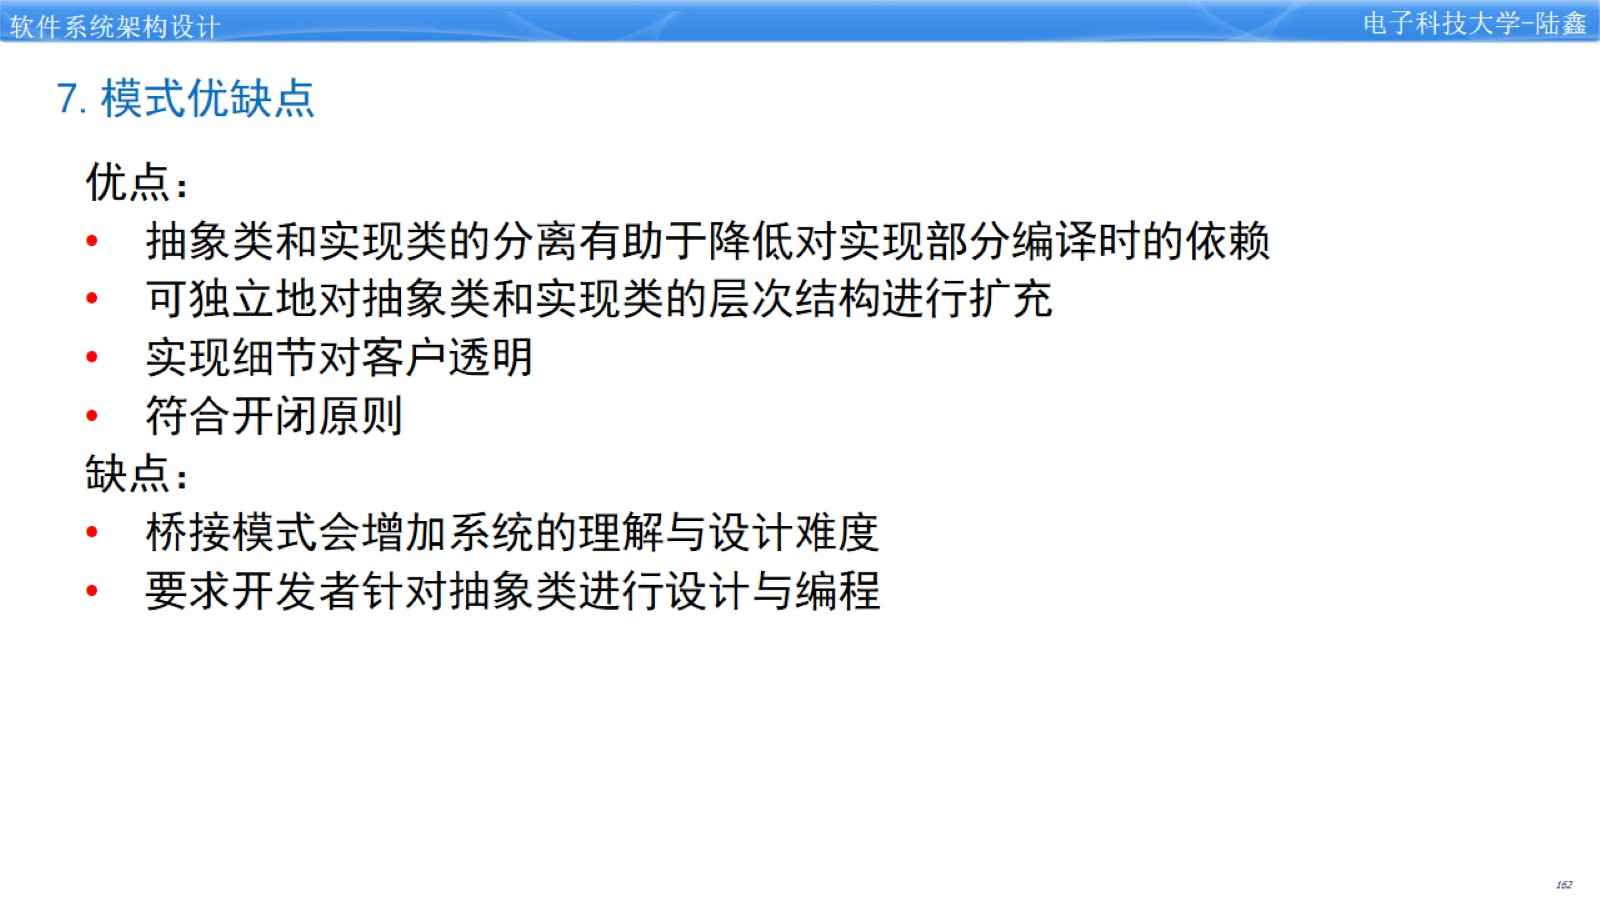 软件系统架构设计
电子科技大学-陆鑫
7. 模式优缺点
优点：
• 抽象类和实现类的分离有助于降低对实现部分编译时的依赖
• 可独立地对抽象类和实现类的层次结构进行扩充
• 实现细节对客户透明
• 符合开闭原则
缺点：
• 桥接模式会增加系统的理解与设计难度
• 要求开发者针对抽象类进行设计与编程
162